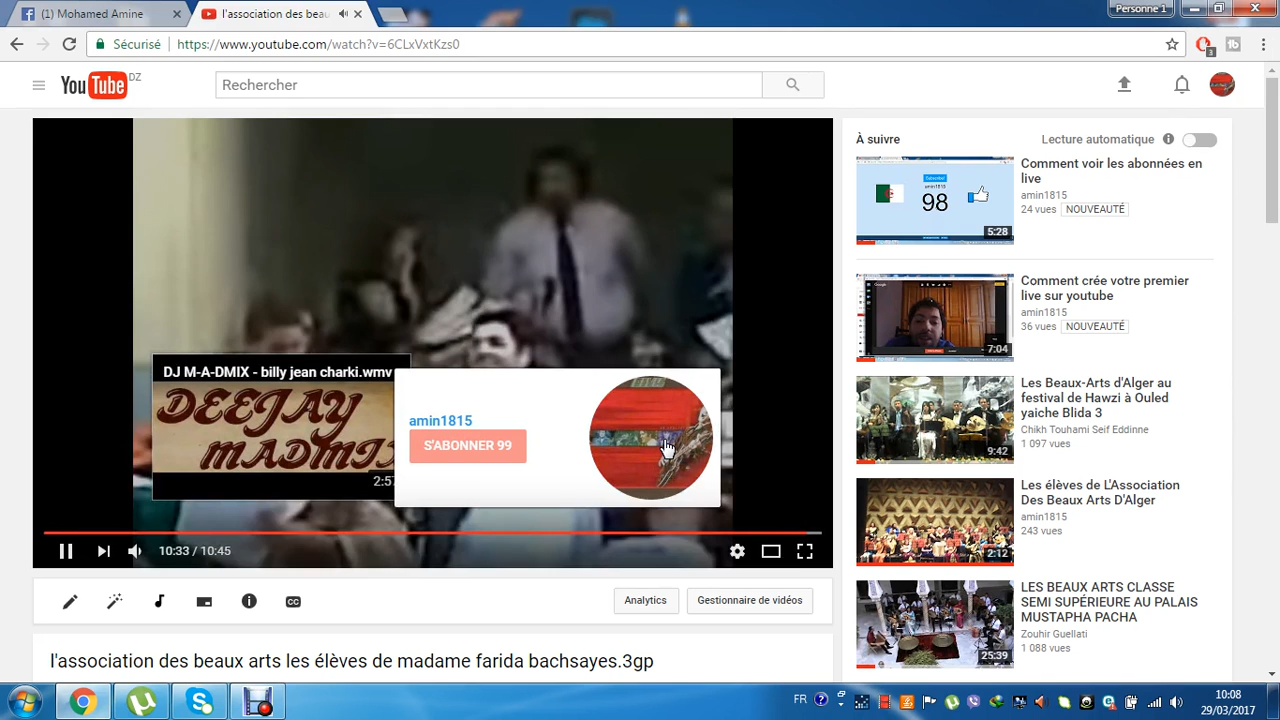 (1) Mohamed Amine
l'association des beau
Personne 1
Sécurisé
https://www.youtube.com/watch?v=6CLxVxtKzs0
3
YouTube DZ
Rechercher
DJ M-A-DMIX - billy jean charki.wmv
DEEJAY
MADMIX
2:57
amin1815
S'ABONNER 99
10:33 / 10:45
CC
Analytics
Gestionnaire de vidéos
l'association des beaux arts les élèves de madame farida bachsayes.3gp
À suivre
Lecture automatique
amin1815
98
5:28
Comment voir les abonnées en
live
amin1815
24 vues
NOUVEAUTÉ
7:04
Comment crée votre premier
live sur youtube
amin1815
36 vues
NOUVEAUTÉ
9:42
Les Beaux-Arts d'Alger au
festival de Hawzi à Ouled
yaiche Blida 3
Chikh Touhami Seif Eddinne
1 097 vues
2:12
Les élèves de L'Association
Des Beaux Arts D'Alger
amin1815
243 vues
25:39
LES BEAUX ARTS CLASSE
SEMI SUPÉRIEURE AU PALAIS
MUSTAPHA PACHA
Zouhir Guellati
1 088 vues
FR
10:08
29/03/2017